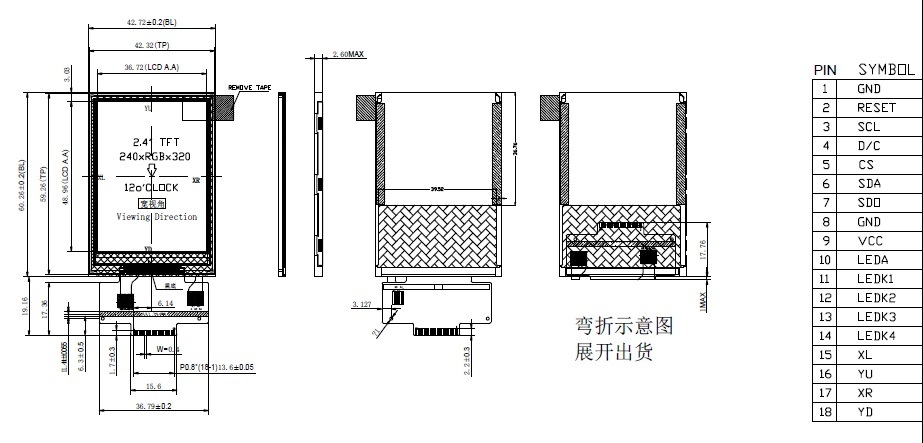 42.72±0.2(BL)
42.32(TP)
36.72(LCD A.A)
3.03
2.60MAX
REMOVE TAPE
YU
2.4" TFT
240xRGBx320
XR
12o'CLOCK
宽视角
Viewing Direction
YD
60.26±0.2(BL)
59.26(TP)
48.96(LCD A.A)
39.52
19.16
17.36
6.14
3.127
17.76
1MAX
6.3±0.5
1.7±0.3
W=0.4
P0.8*(18-1)13.6±0.05
15.6
36.79±0.2
2.2±0.3
弯折示意图
展开出货
PIN SYMBOL
1 GND
2 RESET
3 SCL
4 D/C
5 CS
6 SDA
7 SDO
8 GND
9 VCC
10 LEDA
11 LEDK1
12 LEDK2
13 LEDK3
14 LEDK4
15 XL
16 YU
17 XR
18 YD